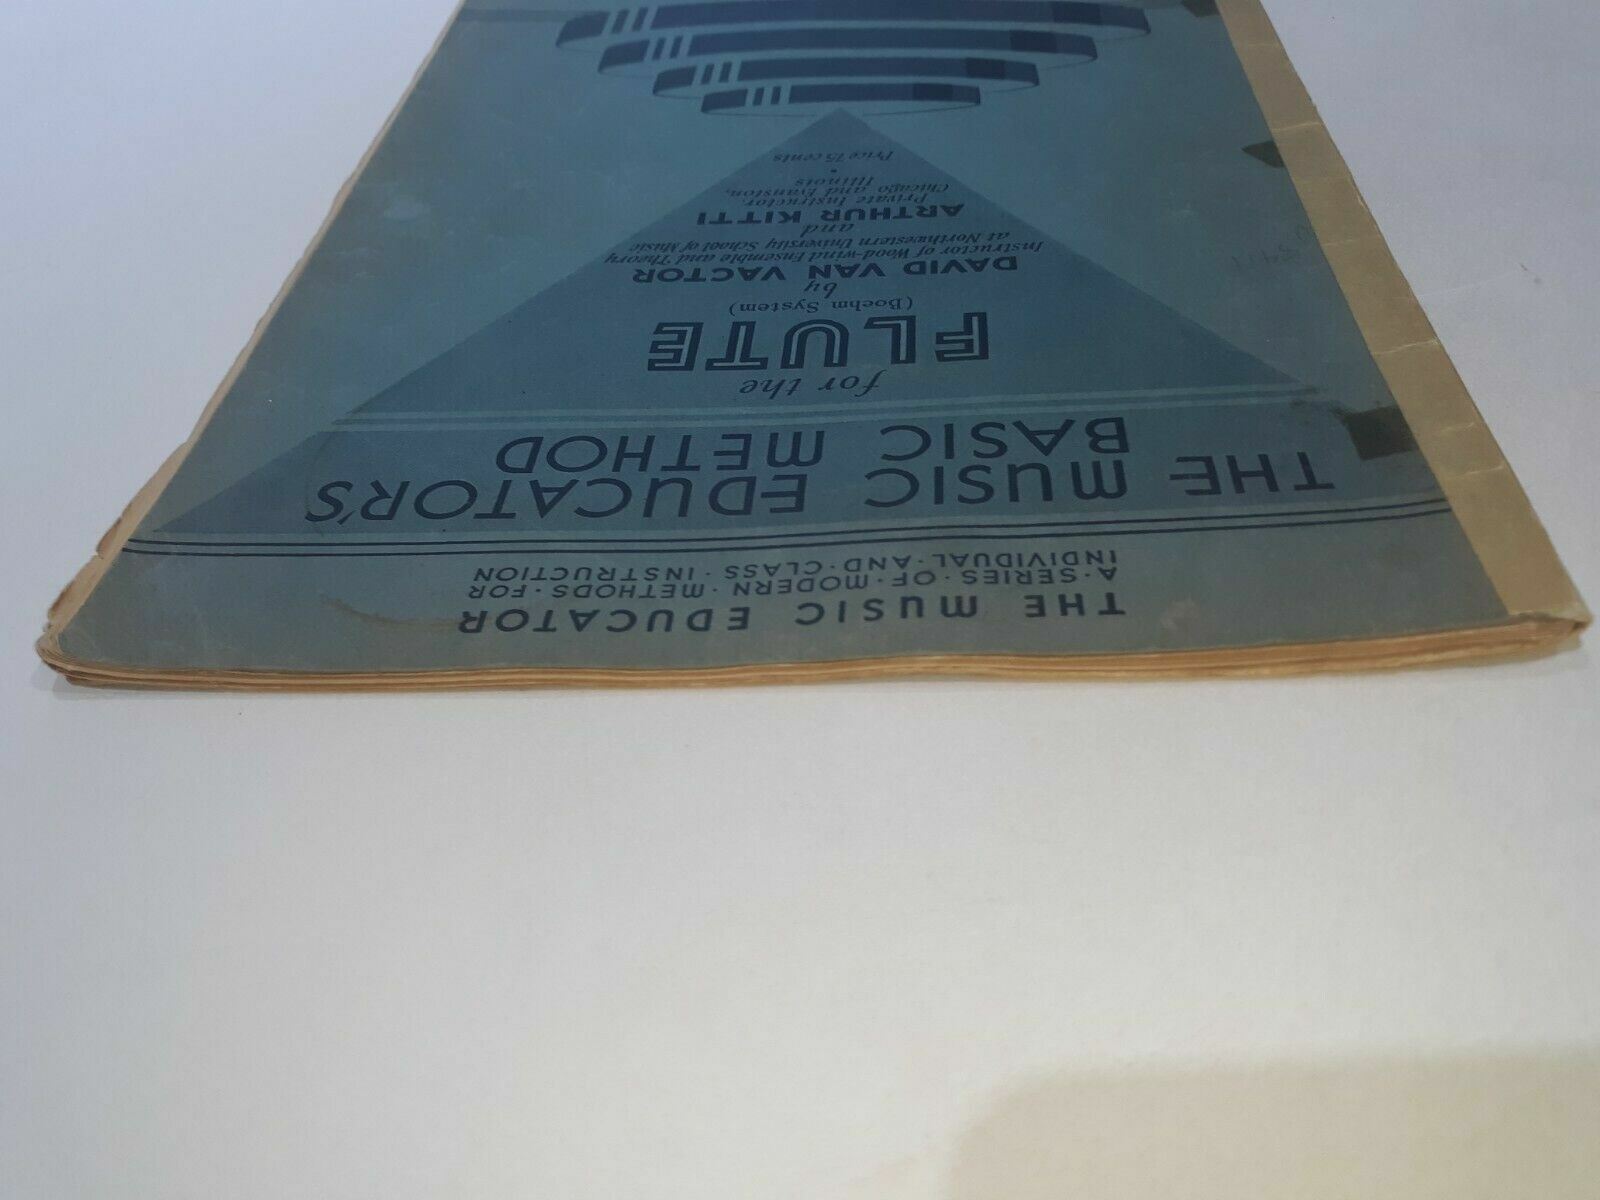 THE MUSIC EDUCATOR
A · SERIES · OF · MODERN · METHODS · FOR
INDIVIDUAL · AND · CLASS · INSTRUCTION
THE MUSIC EDUCATOR'S
BASIC METHOD
for the
FLUTE
(Boehm System)
by
DAVID VAN VACTOR
Instructor of Wood-wind Ensemble and Theory
at Northwestern University School of Music
and
ARTHUR KITTI
Private Instructor,
Chicago and Evanston,
Illinois
Price 75 cents